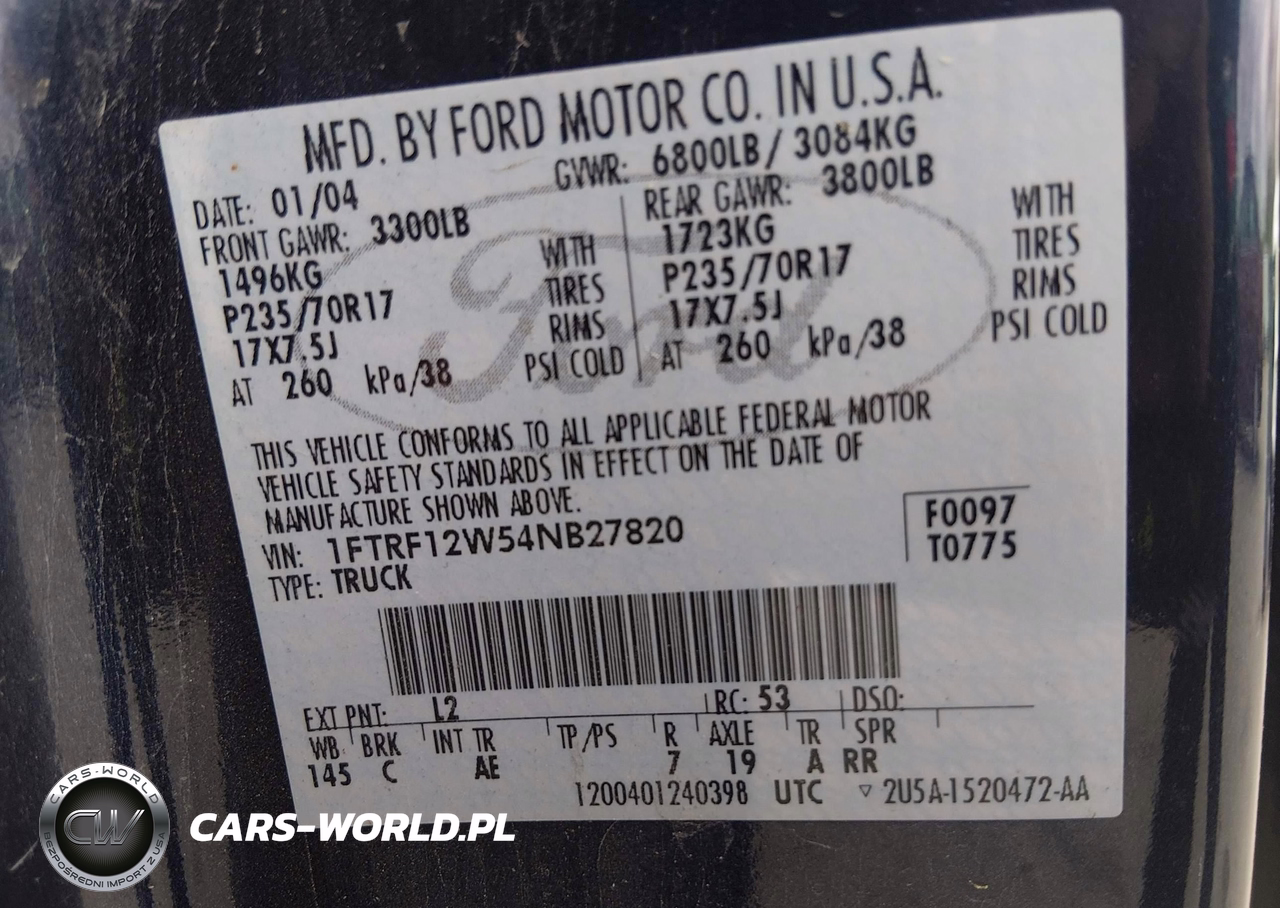 MFD. BY FORD MOTOR CO. IN U.S.A.
DATE: 01/04 GVWR: 6800LB / 3084KG
FRONT GAWR: 3300LB REAR GAWR: 3800LB
1496KG WITH 1723KG WITH
P235/70R17 TIRES P235/70R17 TIRES
17X7.5J RIMS 17X7.5J RIMS
AT 260 kPa/38 PSI COLD AT 260 kPa/38 PSI COLD
Ford
THIS VEHICLE CONFORMS TO ALL APPLICABLE FEDERAL MOTOR
VEHICLE SAFETY STANDARDS IN EFFECT ON THE DATE OF
MANUFACTURE SHOWN ABOVE.
VIN: 1FTRF12W54NB27820 F0097
TYPE: TRUCK T0775
EXT PNT: L2 RC: 53 DSO:
WB BRK INT TR TP/PS R AXLE TR SPR
145 C AE 7 19 A RR
1200401240398 UTC ▽ 2U5A-1520472-AA
CARS-WORLD
CW
BEZPOŚREDNI IMPORT Z USA
CARS-WORLD.PL